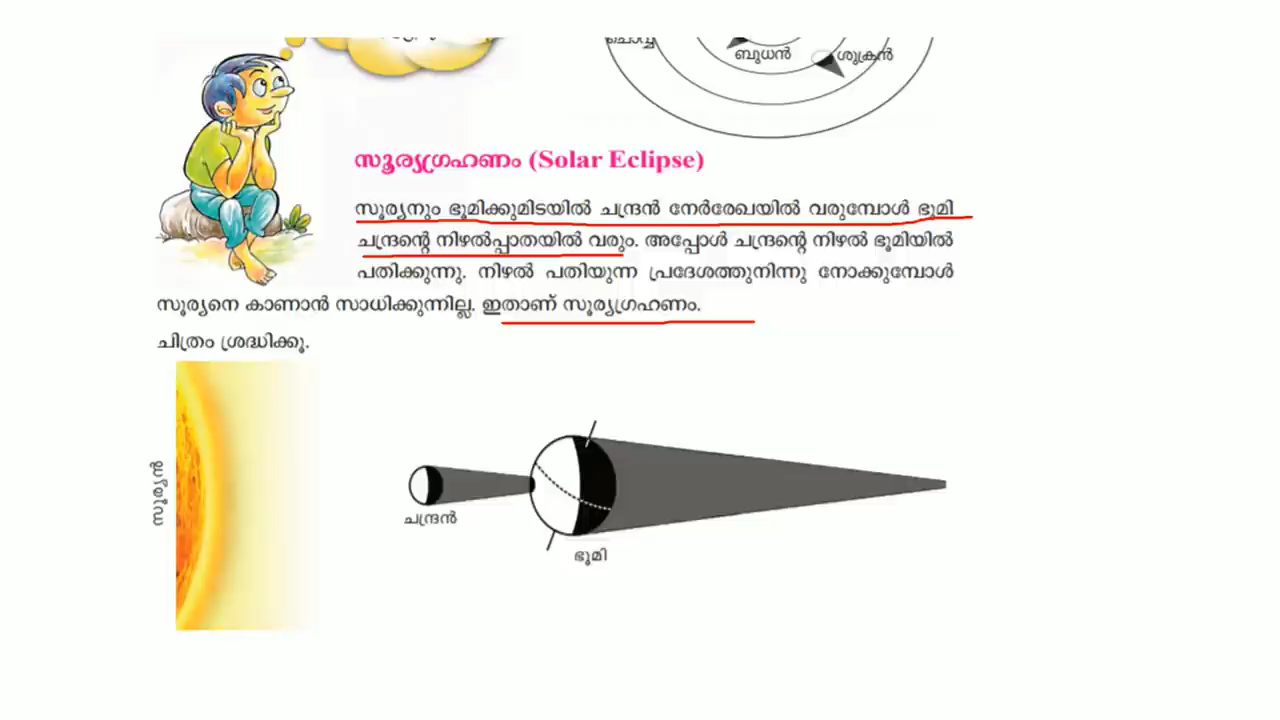 ചൊവ്വ
ബുധൻ
ശുക്രൻ
സൂര്യഗ്രഹണം (Solar Eclipse)
സൂര്യനും ഭൂമിക്കുമിടയിൽ ചന്ദ്രൻ നേർരേഖയിൽ വരുമ്പോൾ ഭൂമി
ചന്ദ്രന്റെ നിഴൽപ്പാതയിൽ വരും. അപ്പോൾ ചന്ദ്രന്റെ നിഴൽ ഭൂമിയിൽ
പതിക്കുന്നു. നിഴൽ പതിയുന്ന പ്രദേശത്തുനിന്നു നോക്കുമ്പോൾ
സൂര്യനെ കാണാൻ സാധിക്കുന്നില്ല. ഇതാണ് സൂര്യഗ്രഹണം.
ചിത്രം ശ്രദ്ധിക്കൂ.
സൂര്യൻ
ചന്ദ്രൻ
ഭൂമി